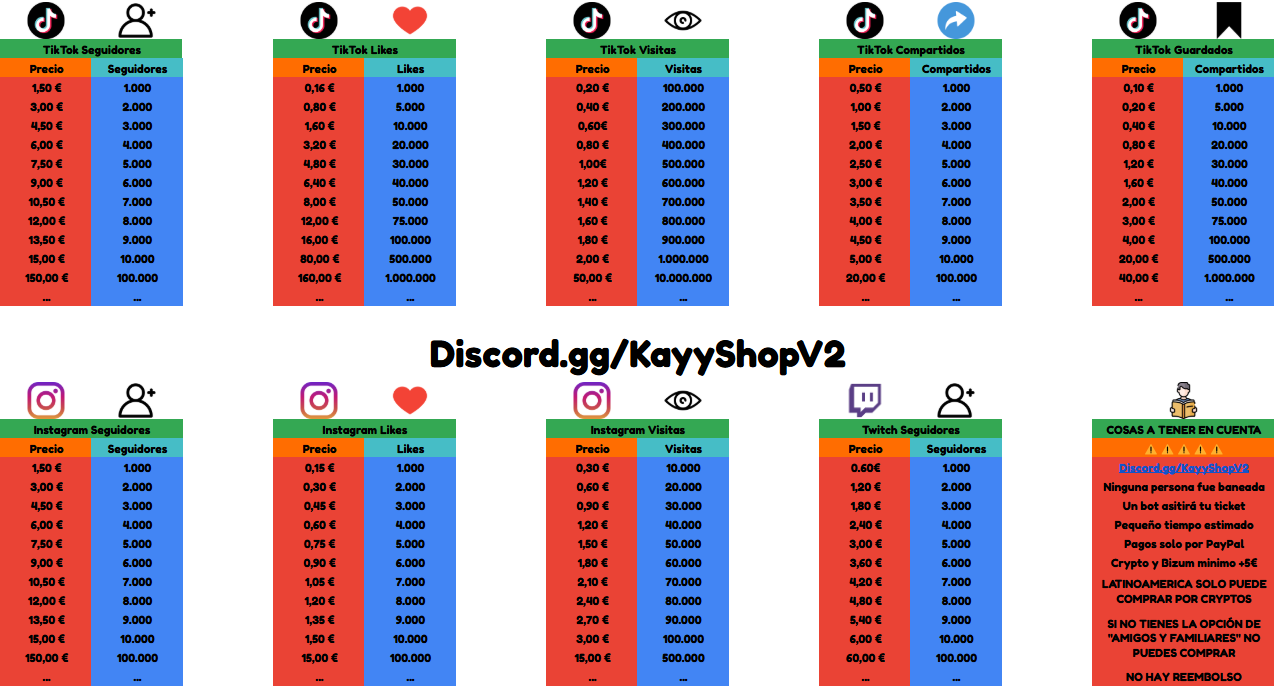 TikTok Seguidores
Precio Seguidores
1,50 € 1.000
3,00 € 2.000
4,50 € 3.000
6,00 € 4.000
7,50 € 5.000
9,00 € 6.000
10,50 € 7.000
12,00 € 8.000
13,50 € 9.000
15,00 € 10.000
150,00 € 100.000
... ...
TikTok Likes
Precio Likes
0,16 € 1.000
0,80 € 5.000
1,60 € 10.000
3,20 € 20.000
4,80 € 30.000
6,40 € 40.000
8,00 € 50.000
12,00 € 75.000
16,00 € 100.000
80,00 € 500.000
160,00 € 1.000.000
... ...
TikTok Visitas
Precio Visitas
0,20 € 100.000
0,40 € 200.000
0,60€ 300.000
0,80 € 400.000
1,00€ 500.000
1,20 € 600.000
1,40 € 700.000
1,60 € 800.000
1,80 € 900.000
2,00 € 1.000.000
50,00 € 10.000.000
... ...
TikTok Compartidos
Precio Compartidos
0,50 € 1.000
1,00 € 2.000
1,50 € 3.000
2,00 € 4.000
2,50 € 5.000
3,00 € 6.000
3,50 € 7.000
4,00 € 8.000
4,50 € 9.000
5,00 € 10.000
20,00 € 100.000
... ...
TikTok Guardados
Precio Compartidos
0,10 € 1.000
0,20 € 5.000
0,40 € 10.000
0,80 € 20.000
1,20 € 30.000
1,60 € 40.000
2,00 € 50.000
3,00 € 75.000
4,00 € 100.000
20,00 € 500.000
40,00 € 1.000.000
... ...
Discord.gg/KayyShopV2
Instagram Seguidores
Precio Seguidores
1,50 € 1.000
3,00 € 2.000
4,50 € 3.000
6,00 € 4.000
7,50 € 5.000
9,00 € 6.000
10,50 € 7.000
12,00 € 8.000
13,50 € 9.000
15,00 € 10.000
150,00 € 100.000
... ...
Instagram Likes
Precio Likes
0,15 € 1.000
0,30 € 2.000
0,45 € 3.000
0,60 € 4.000
0,75 € 5.000
0,90 € 6.000
1,05 € 7.000
1,20 € 8.000
1,35 € 9.000
1,50 € 10.000
15,00 € 100.000
... ...
Instagram Visitas
Precio Visitas
0,30 € 10.000
0,60 € 20.000
0,90 € 30.000
1,20 € 40.000
1,50 € 50.000
1,80 € 60.000
2,10 € 70.000
2,40 € 80.000
2,70 € 90.000
3,00 € 100.000
15,00 € 500.000
... ...
Twitch Seguidores
Precio Seguidores
0.60€ 1.000
1,20 € 2.000
1,80 € 3.000
2,40 € 4.000
3,00 € 5.000
3,60 € 6.000
4,20 € 7.000
4,80 € 8.000
5,40 € 9.000
6,00 € 10.000
60,00 € 100.000
... ...
COSAS A TENER EN CUENTA
Discord.gg/KayyShopV2
Ninguna persona fue baneada
Un bot asitirá tu ticket
Pequeño tiempo estimado
Pagos solo por PayPal
Crypto y Bizum minimo +5€
LATINOAMERICA SOLO PUEDE
COMPRAR POR CRYPTOS
SI NO TIENES LA OPCIÓN DE
"AMIGOS Y FAMILIARES" NO
PUEDES COMPRAR
NO HAY REEMBOLSO